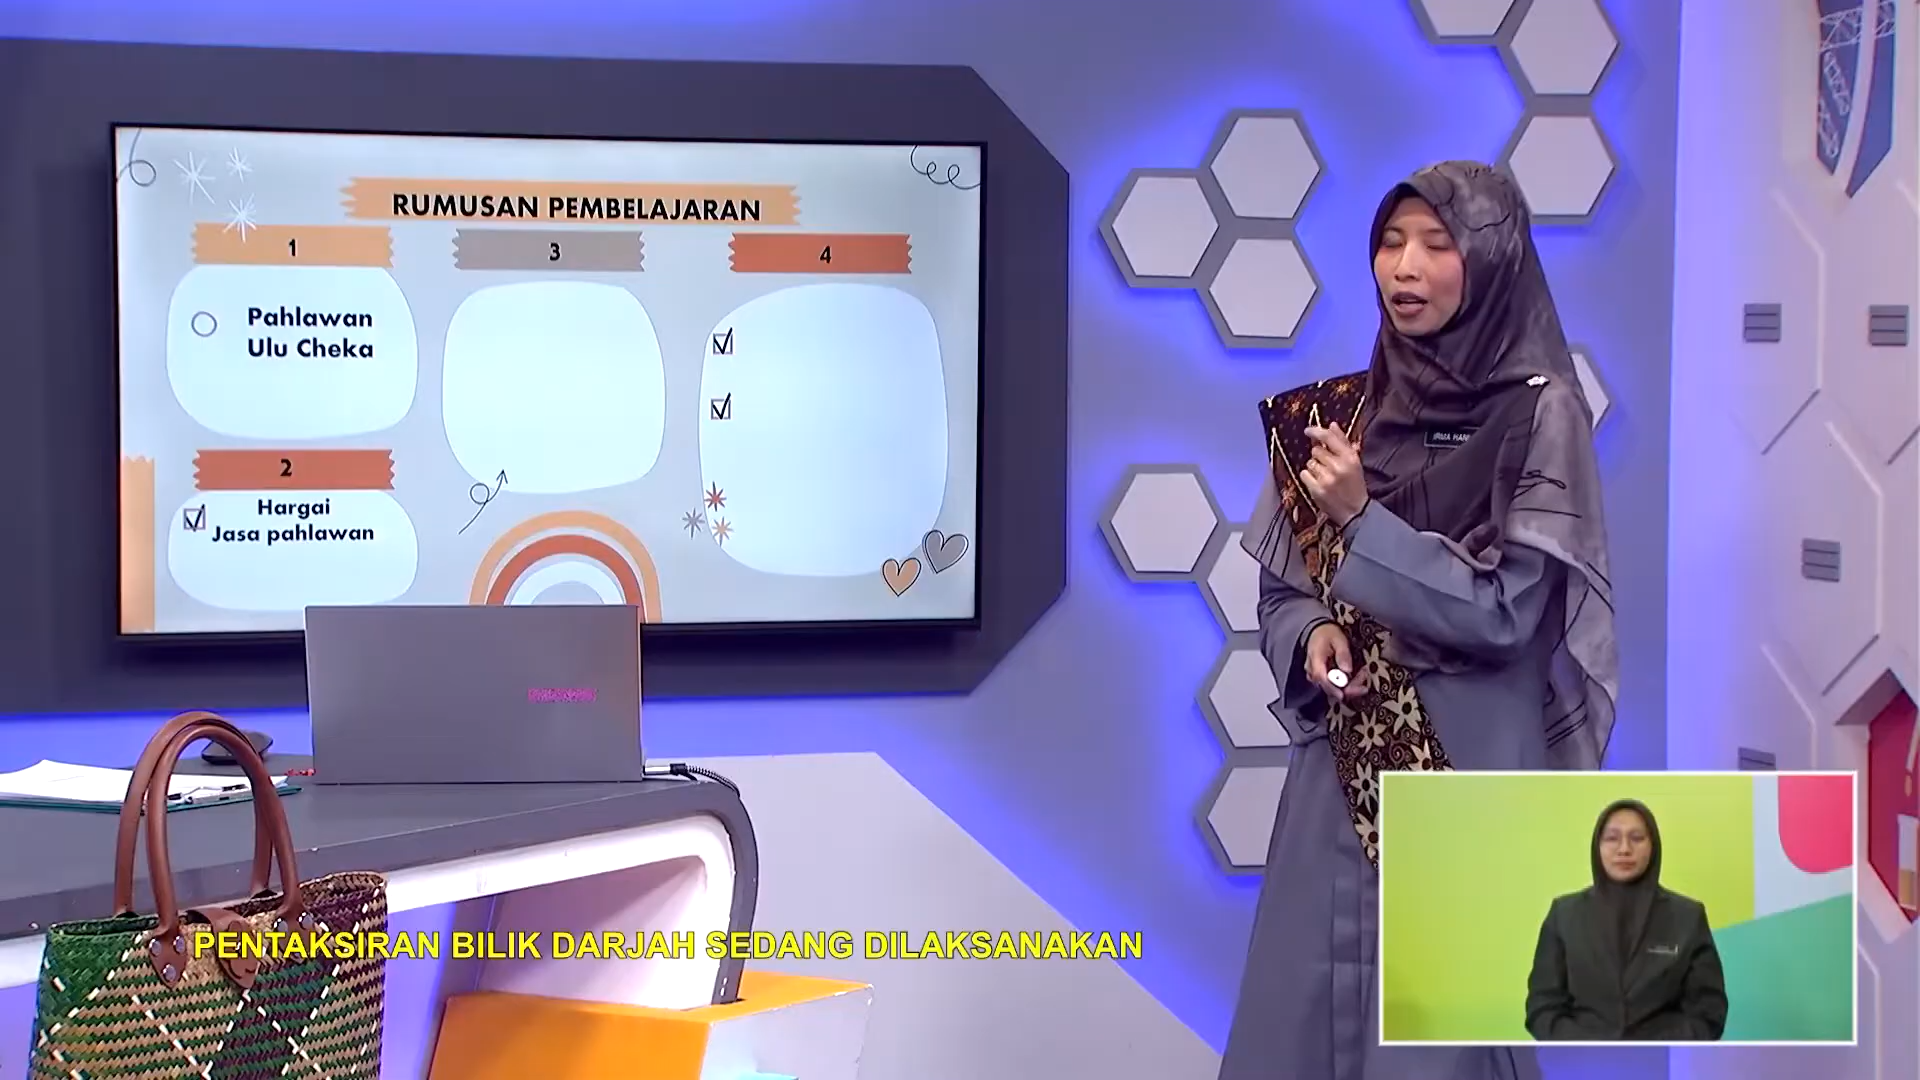 RUMUSAN PEMBELAJARAN
1
Pahlawan
Ulu Cheka
2
Hargai
Jasa pahlawan
3
4
PENTAKSIRAN BILIK DARJAH SEDANG DILAKSANAKAN